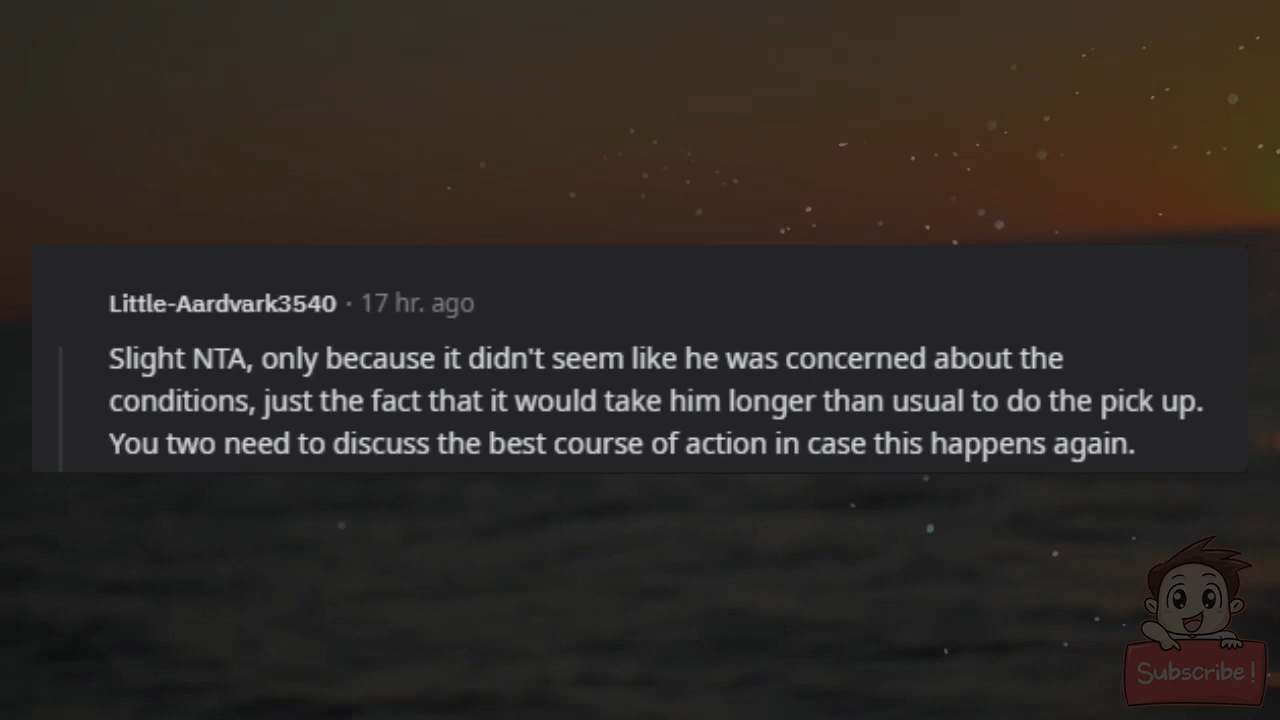 Little-Aardvark3540 · 17 hr. ago
Slight NTA, only because it didn't seem like he was concerned about the
conditions, just the fact that it would take him longer than usual to do the pick up.
You two need to discuss the best course of action in case this happens again.
Subscribe!